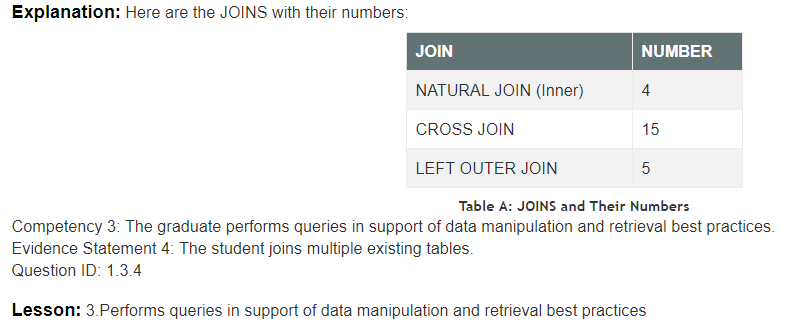 Explanation: Here are the JOINS with their numbers:
JOIN NUMBER
NATURAL JOIN (Inner) 4
CROSS JOIN 15
LEFT OUTER JOIN 5
Table A: JOINS and Their Numbers
Competency 3: The graduate performs queries in support of data manipulation and retrieval best practices.
Evidence Statement 4: The student joins multiple existing tables.
Question ID: 1.3.4
Lesson: 3.Performs queries in support of data manipulation and retrieval best practices